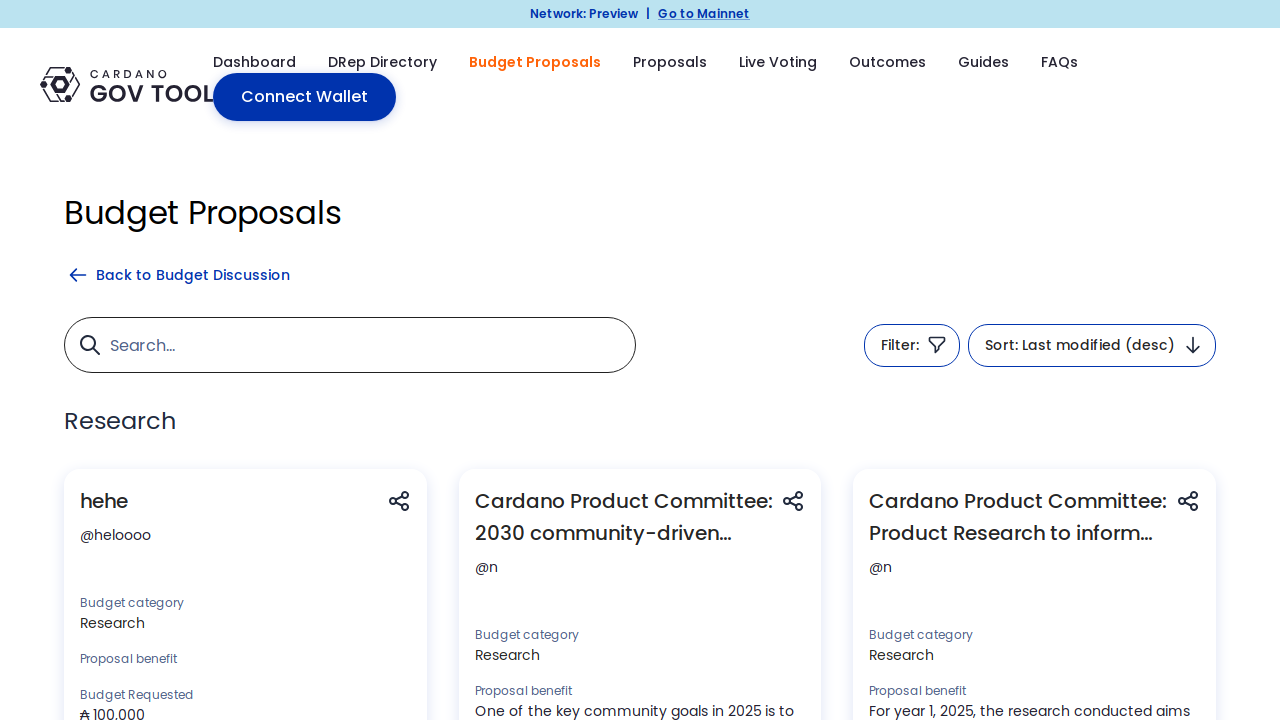 Network: Preview | Go to Mainnet
CARDANO
GOV TOOL
Dashboard DRep Directory Budget Proposals Proposals Live Voting Outcomes Guides FAQs
Connect Wallet
Budget Proposals
Back to Budget Discussion
Search...
Filter:
Sort: Last modified (desc)
Research
hehe
@heloooo
Budget category
Research
Proposal benefit
Budget Requested
₳ 100,000
Cardano Product Committee:
2030 community-driven...
@n
Budget category
Research
Proposal benefit
One of the key community goals in 2025 is to
Cardano Product Committee:
Product Research to inform...
@n
Budget category
Research
Proposal benefit
For year 1, 2025, the research conducted aims